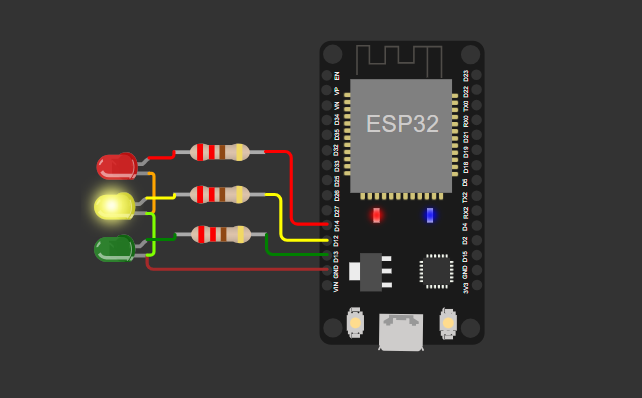 ESP32
EN
VP
VN
D34
D35
D32
D33
D25
D26
D27
D14
D12
D13
GND
VIN
D23
D22
TX0
RX0
D21
D19
D18
D5
TX2
RX2
D4
D2
D15
GND
3V3